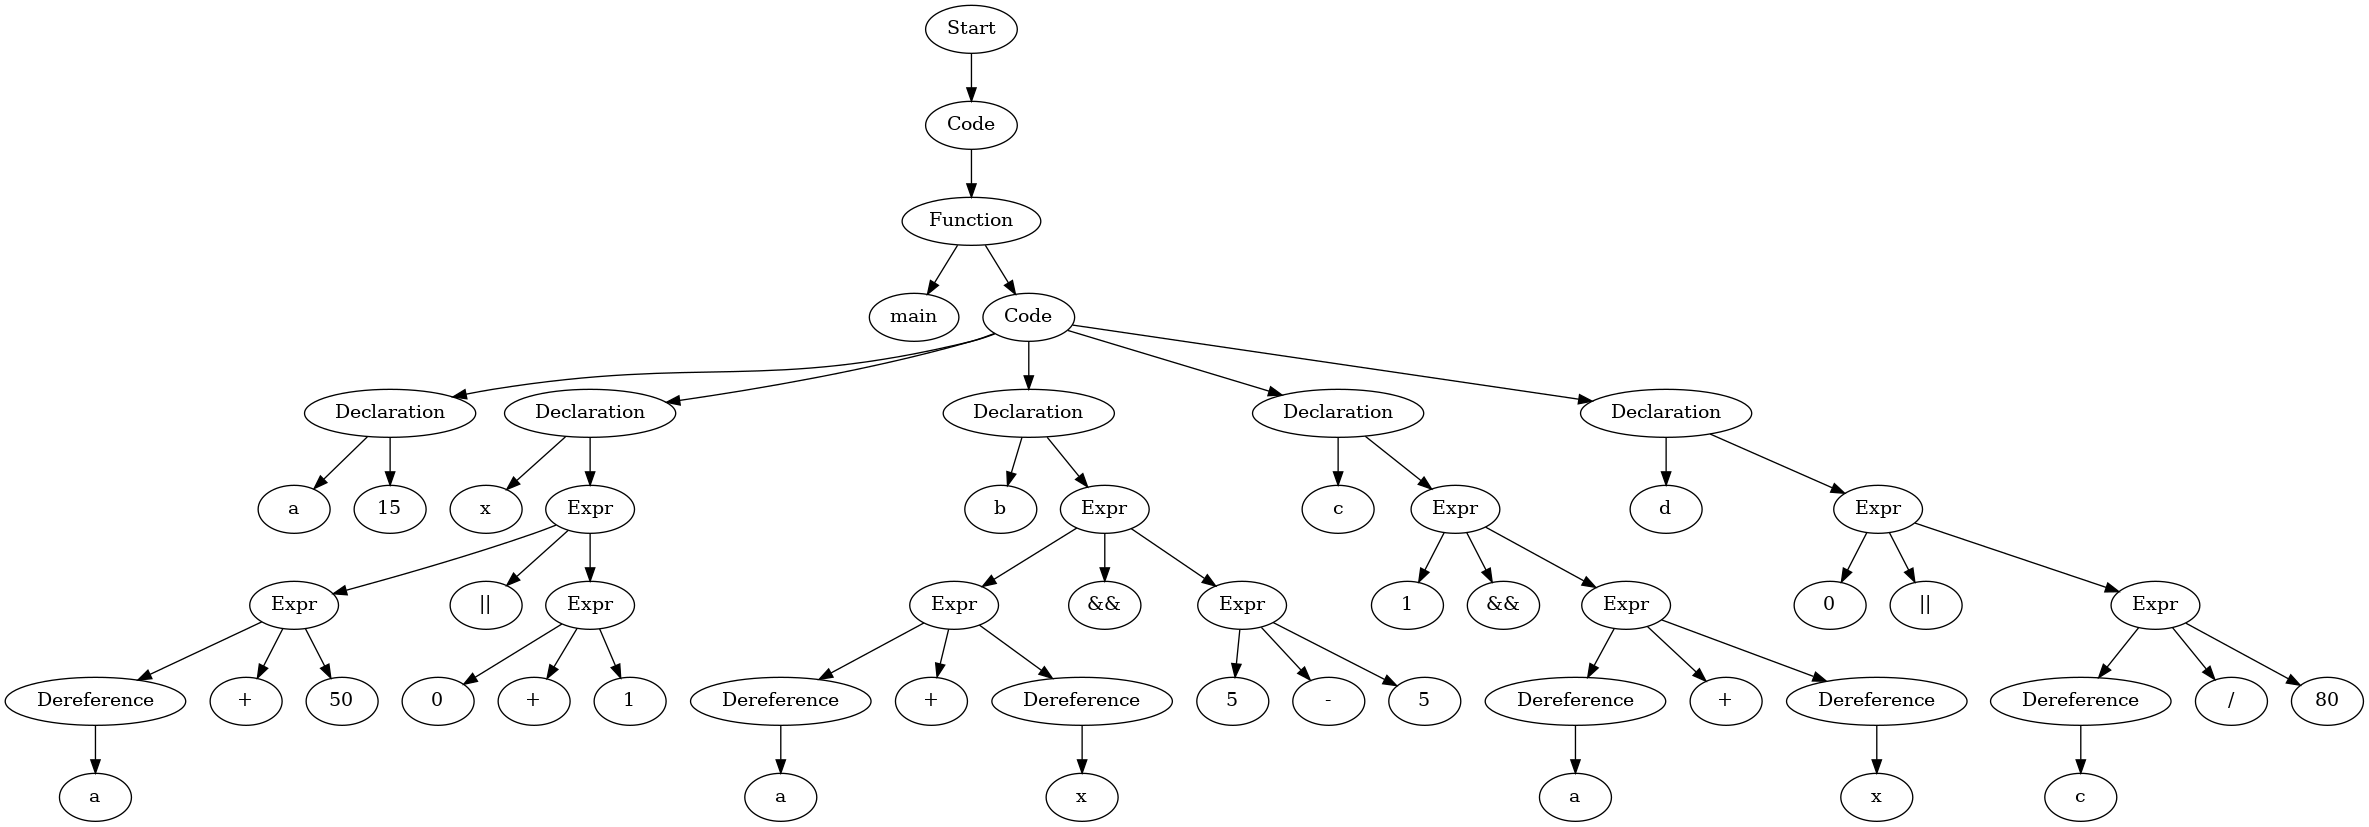 Start
Code
Function
main Code
Declaration Declaration Declaration Declaration Declaration
a 15 x Expr b Expr c Expr d Expr
Expr || Expr Expr && Expr 1 && Expr 0 || Expr
Dereference + 50 0 + 1 Dereference + Dereference 5 - 5 Dereference + Dereference Dereference / 80
a a x a x c